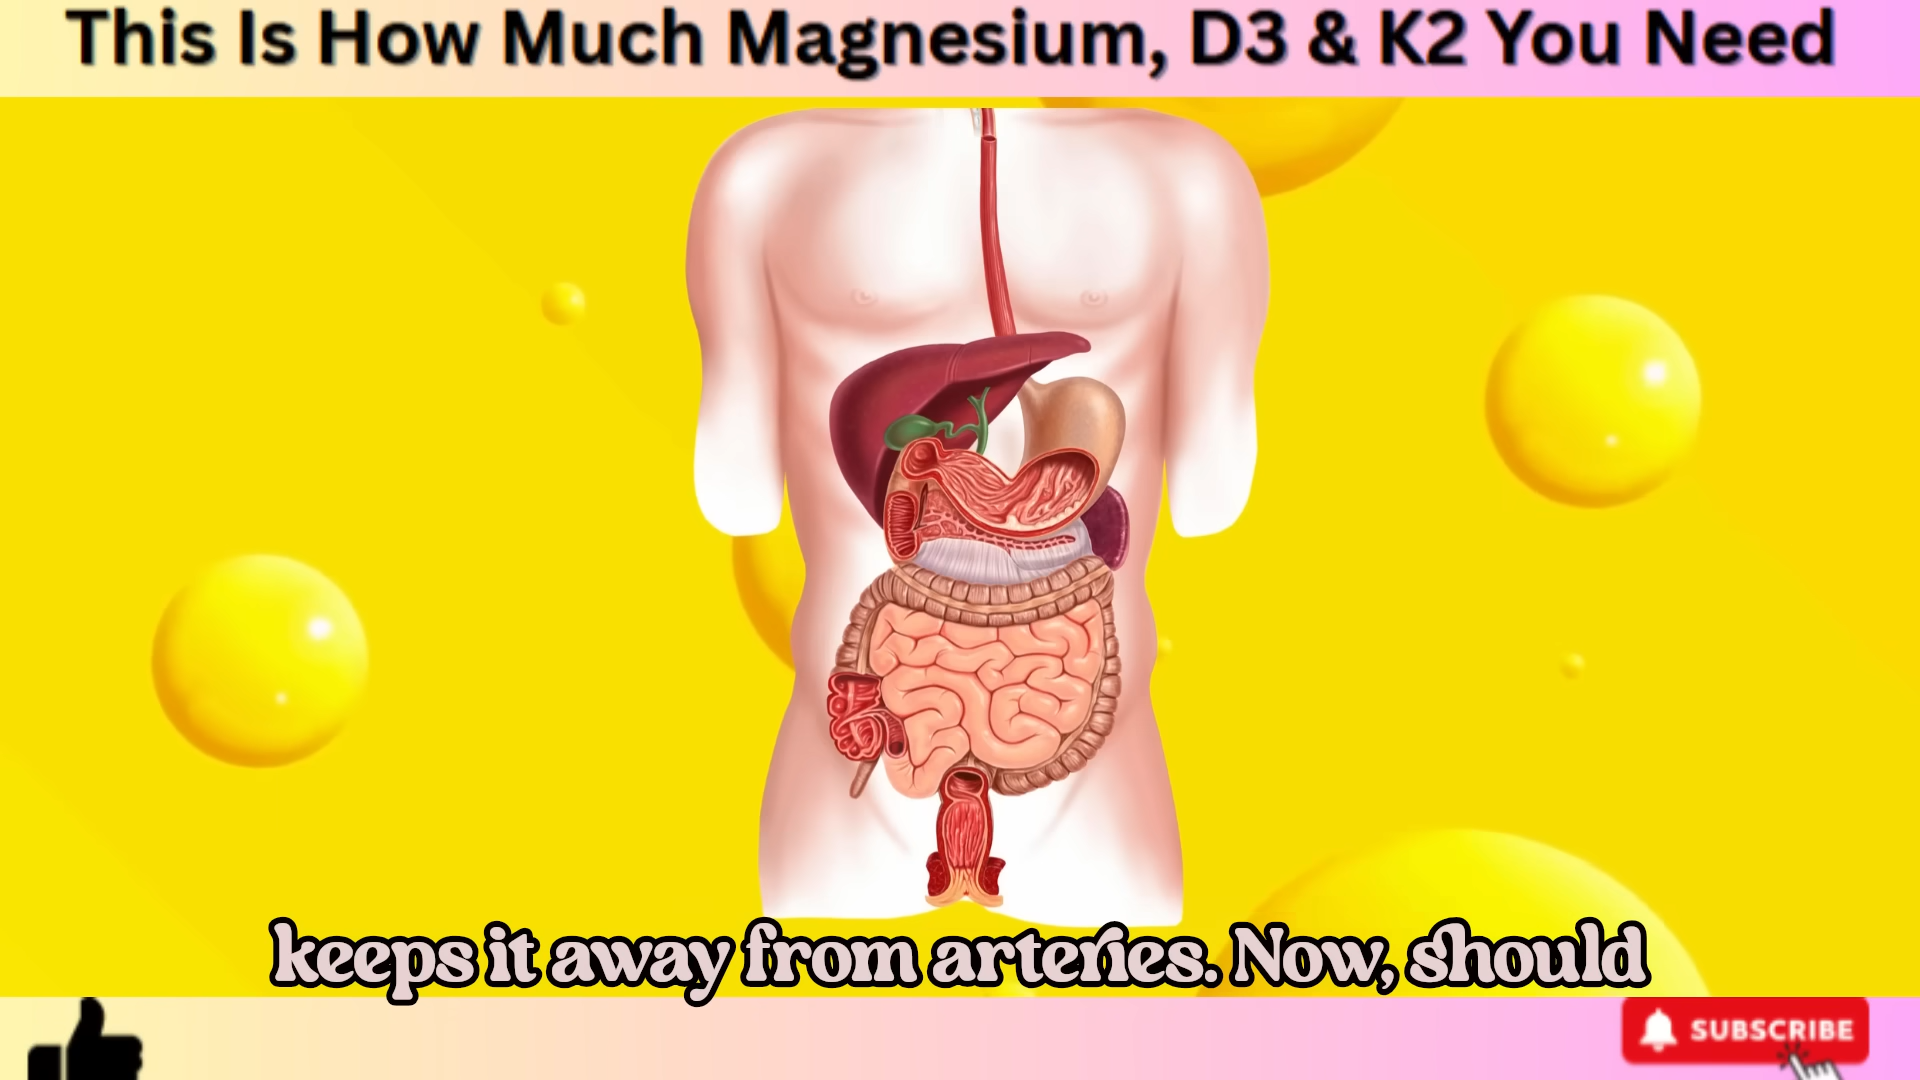 This Is How Much Magnesium, D3 & K2 You Need
keeps it away from arteries. Now, should
SUBSCRIBE